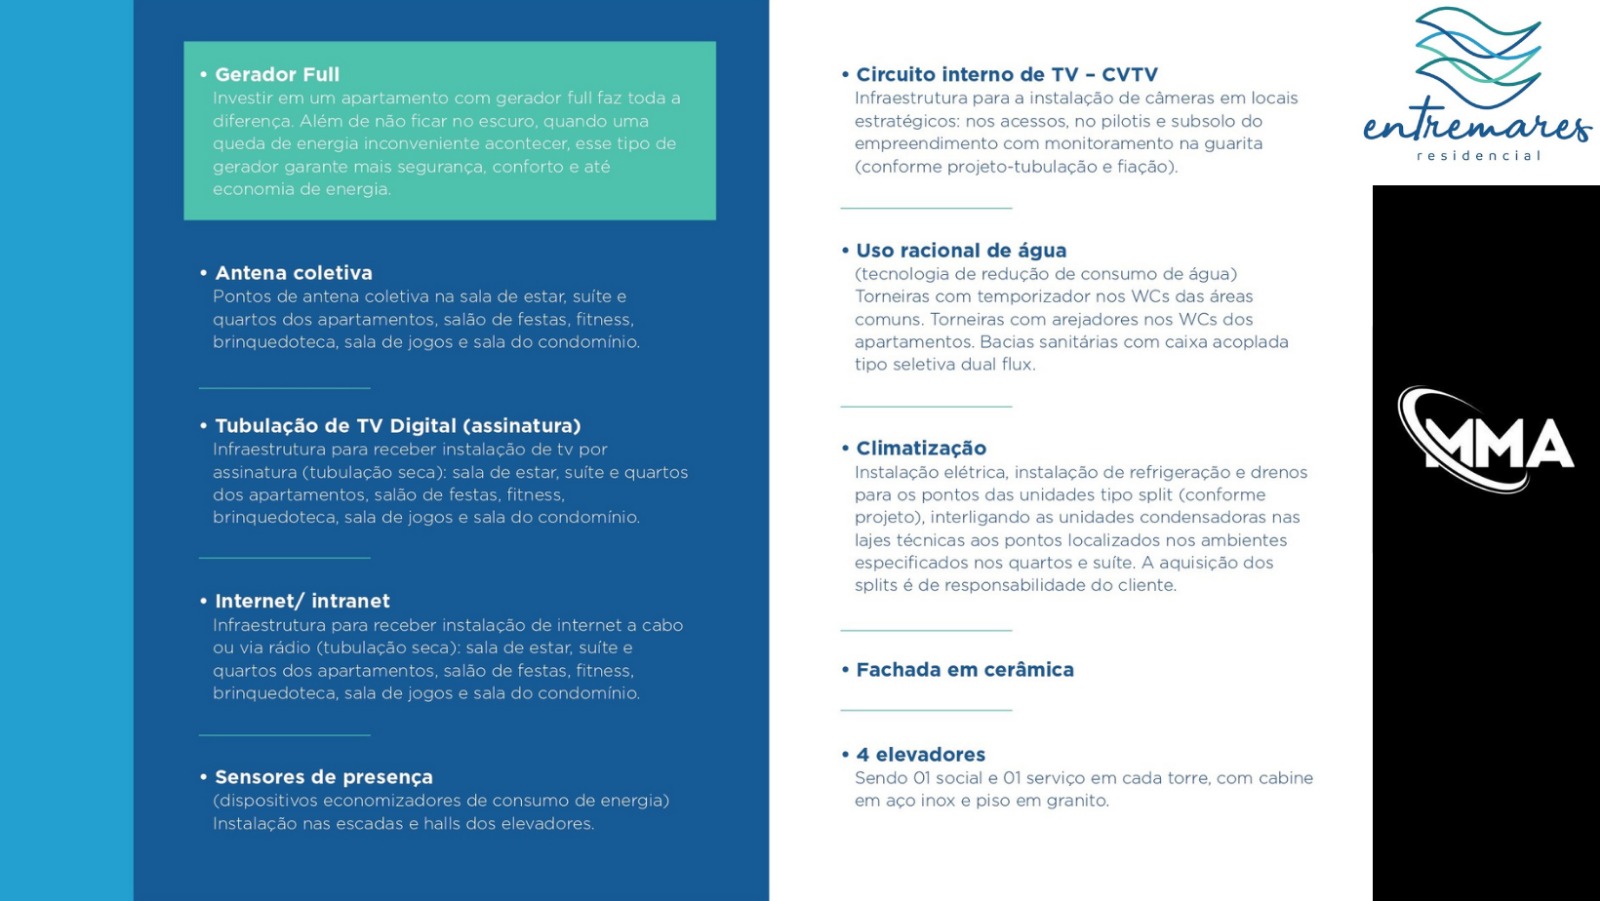 • Gerador Full
Investir em um apartamento com gerador full faz toda a
diferença. Além de não ficar no escuro, quando uma
queda de energia inconveniente acontecer, esse tipo de
gerador garante mais segurança, conforto e até
economia de energia.
• Antena coletiva
Pontos de antena coletiva na sala de estar, suíte e
quartos dos apartamentos, salão de festas, fitness,
brinquedoteca, sala de jogos e sala do condomínio.
• Tubulação de TV Digital (assinatura)
Infraestrutura para receber instalação de tv por
assinatura (tubulação seca): sala de estar, suíte e quartos
dos apartamentos, salão de festas, fitness,
brinquedoteca, sala de jogos e sala do condomínio.
• Internet/ intranet
Infraestrutura para receber instalação de internet a cabo
ou via rádio (tubulação seca): sala de estar, suíte e
quartos dos apartamentos, salão de festas, fitness,
brinquedoteca, sala de jogos e sala do condomínio.
• Sensores de presença
(dispositivos economizadores de consumo de energia)
Instalação nas escadas e halls dos elevadores.
• Circuito interno de TV – CVTV
Infraestrutura para a instalação de câmeras em locais
estratégicos: nos acessos, no pilotis e subsolo do
empreendimento com monitoramento na guarita
(conforme projeto-tubulação e fiação).
• Uso racional de água
(tecnologia de redução de consumo de água)
Torneiras com temporizador nos WCs das áreas
comuns. Torneiras com arejadores nos WCs dos
apartamentos. Bacias sanitárias com caixa acoplada
tipo seletiva dual flux.
• Climatização
Instalação elétrica, instalação de refrigeração e drenos
para os pontos das unidades tipo split (conforme
projeto), interligando as unidades condensadoras nas
lajes técnicas aos pontos localizados nos ambientes
especificados nos quartos e suíte. A aquisição dos
splits é de responsabilidade do cliente.
• Fachada em cerâmica
• 4 elevadores
Sendo 01 social e 01 serviço em cada torre, com cabine
em aço inox e piso em granito.
entremares
residencial
MMA